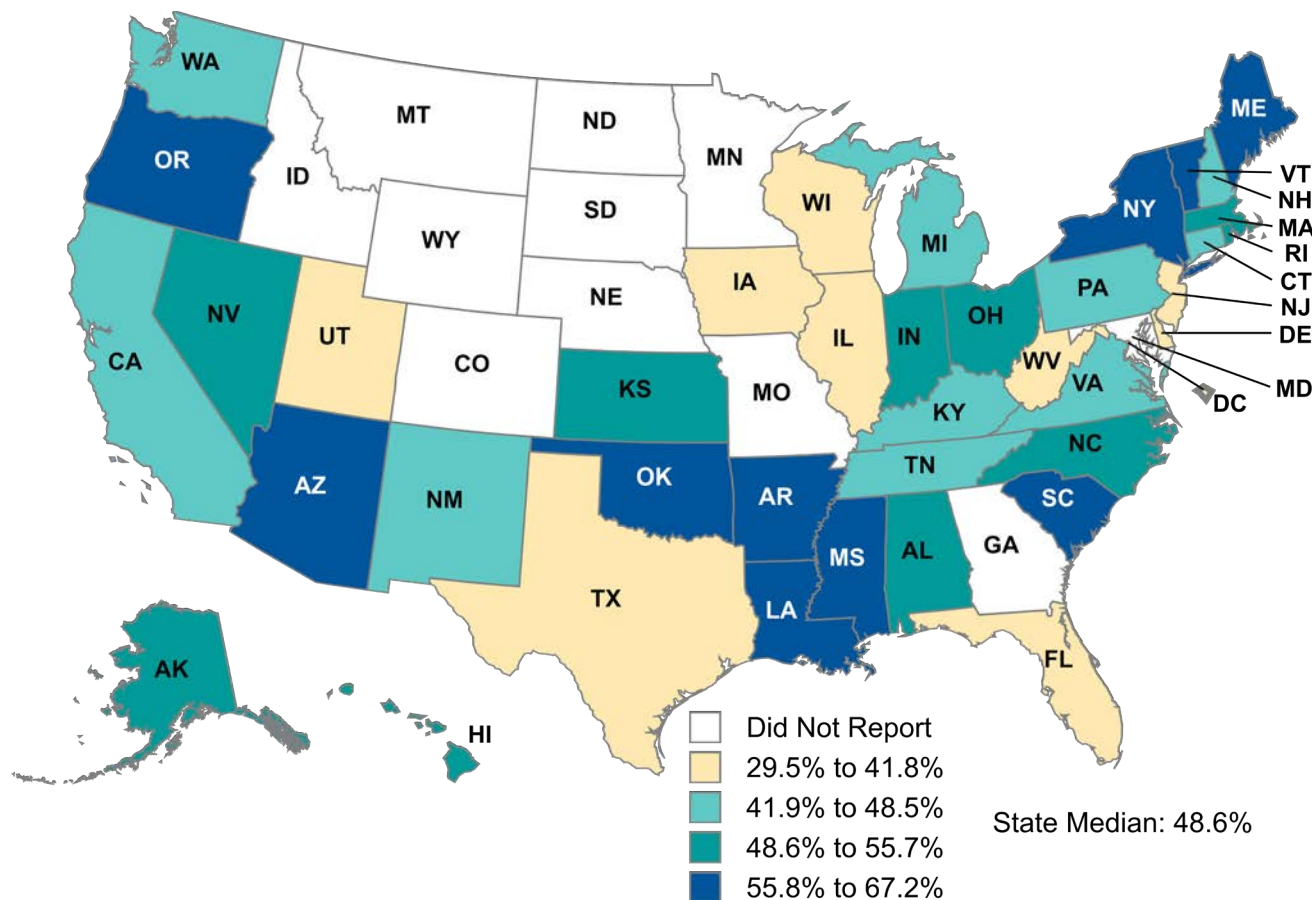 WA
MT
ND
MN
ME
OR
ID
SD
WI
MI
NY
VT
NH
MA
RI
CT
NJ
DE
MD
DC
WY
NE
IA
PA
NV
UT
CO
IL
IN
OH
WV
VA
CA
KS
MO
KY
TN
NC
AZ
NM
OK
AR
SC
MS
AL
GA
TX
LA
FL
AK
HI
Did Not Report
29.5% to 41.8%
41.9% to 48.5%
48.6% to 55.7%
55.8% to 67.2%
State Median: 48.6%